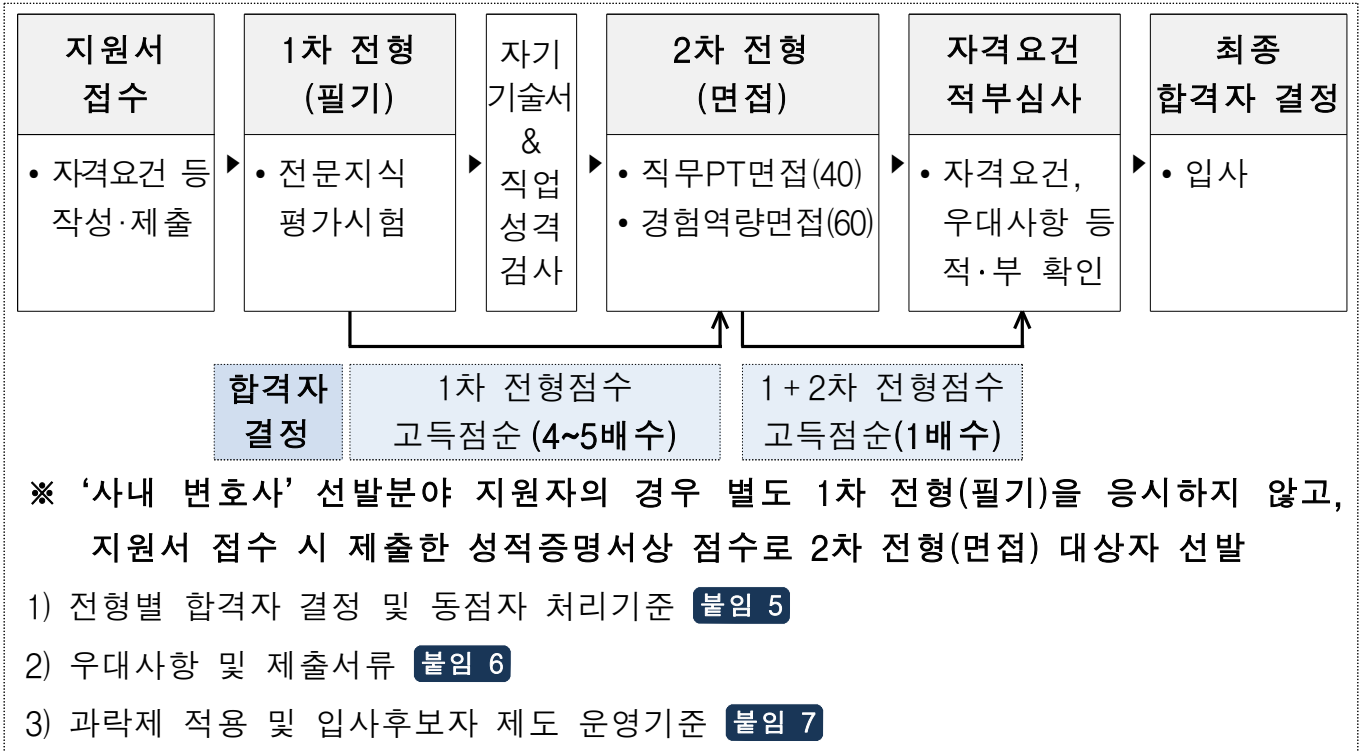 지원서
접수
• 자격요건 등
작성·제출
▶
1차 전형
(필기)
• 전문지식
평가시험
▶
자기
기술서
&
직업
성격
검사
▶
2차 전형
(면접)
• 직무PT면접(40)
• 경험역량면접(60)
▶
자격요건
적부심사
• 자격요건,
우대사항 등
적·부 확인
▶
최종
합격자 결정
• 입사
합격자
결정
1차 전형점수
고득점순 (4~5배수)
1+2차 전형점수
고득점순(1배수)
※ ‘사내 변호사’ 선발분야 지원자의 경우 별도 1차 전형(필기)을 응시하지 않고,
지원서 접수 시 제출한 성적증명서상 점수로 2차 전형(면접) 대상자 선발
1) 전형별 합격자 결정 및 동점자 처리기준 붙임 5
2) 우대사항 및 제출서류 붙임 6
3) 과락제 적용 및 입사후보자 제도 운영기준 붙임 7